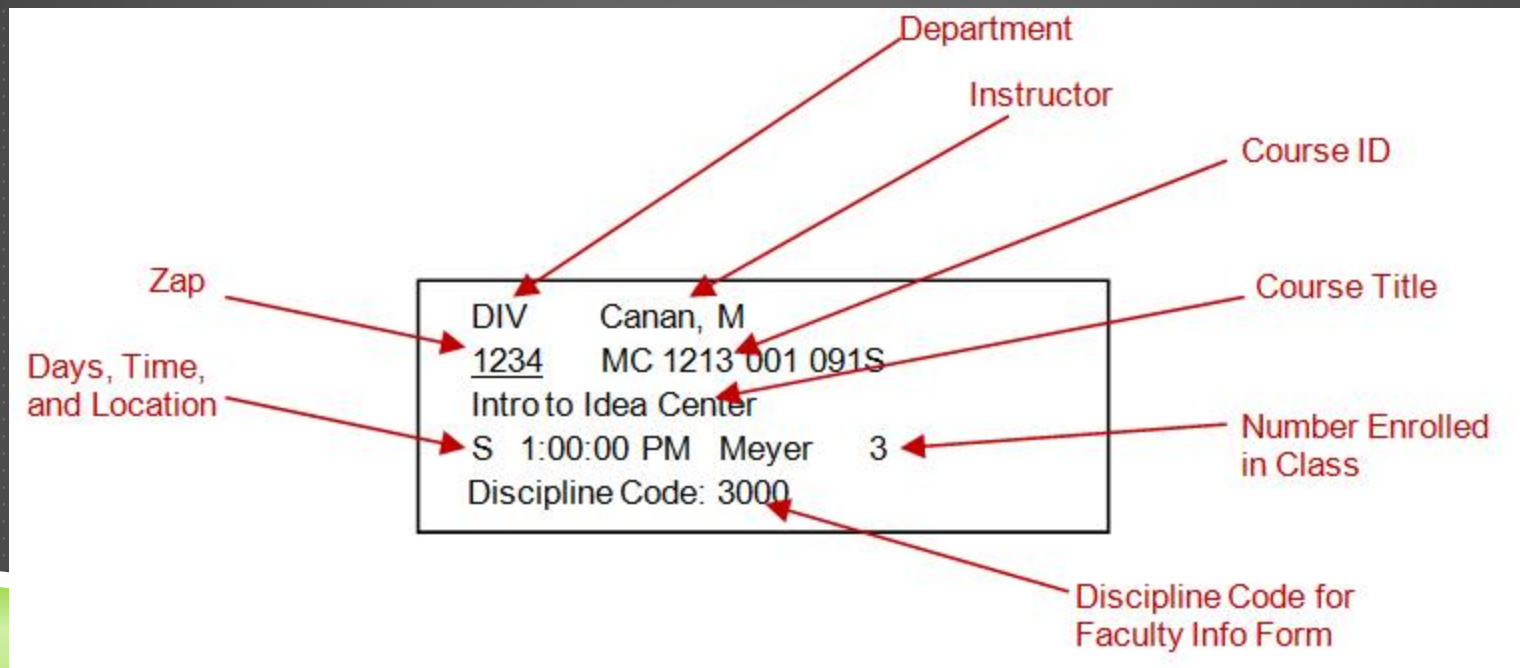 Department
Instructor
Course ID
Zap
Course Title
DIV Canan, M
1234 MC 1213 001 091S
Days, Time,
and Location
Intro to Idea Center
S 1:00:00 PM Meyer 3
Number Enrolled
in Class
Discipline Code: 3000
Discipline Code for
Faculty Info Form